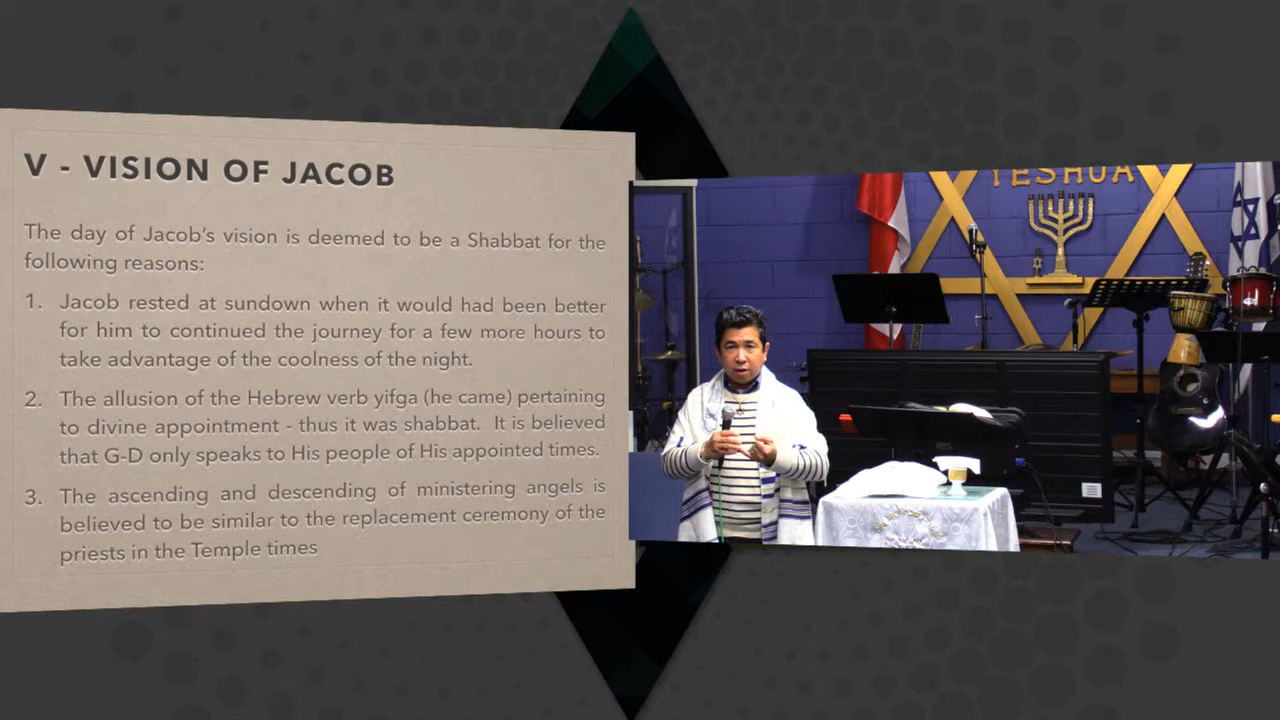 V - VISION OF JACOB
The day of Jacob's vision is deemed to be a Shabbat for the
following reasons:
1. Jacob rested at sundown when it would had been better
for him to continued the journey for a few more hours to
take advantage of the coolness of the night.
2. The allusion of the Hebrew verb yifga (he came) pertaining
to divine appointment - thus it was shabbat. It is believed
that G-D only speaks to His people of His appointed times.
3. The ascending and descending of ministering angels is
believed to be similar to the replacement ceremony of the
priests in the Temple times
YESHUA